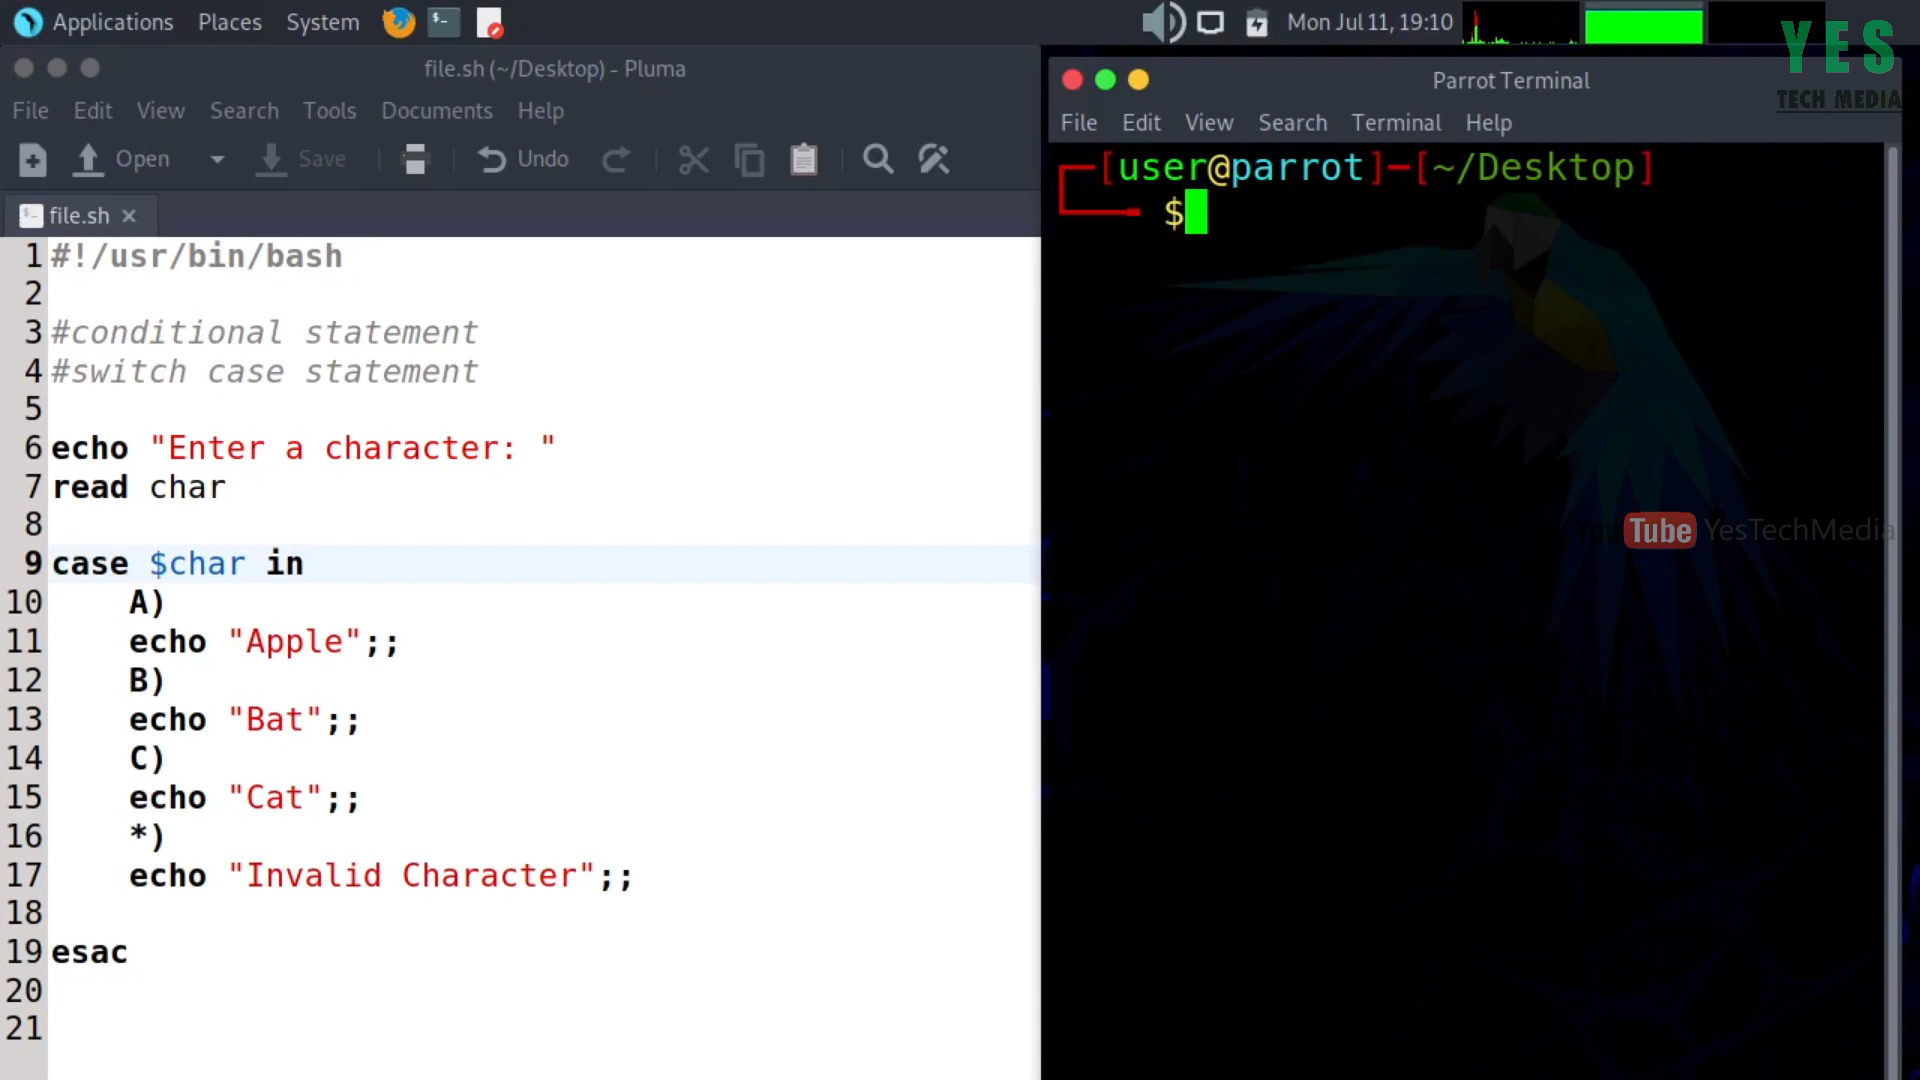 Applications Places System Mon Jul 11, 19:10
YES
TECH MEDIA
file.sh (~/Desktop) - Pluma
File Edit View Search Tools Documents Help
Open Save Undo
file.sh
1 #!/usr/bin/bash
2
3 #conditional statement
4 #switch case statement
5
6 echo "Enter a character: "
7 read char
8
9 case $char in
10 A)
11 echo "Apple";;
12 B)
13 echo "Bat";;
14 C)
15 echo "Cat";;
16 *)
17 echo "Invalid Character";;
18
19 esac
20
21
Parrot Terminal
File Edit View Search Terminal Help
[user@parrot]-[~/Desktop]
$
You Tube YesTechMedia